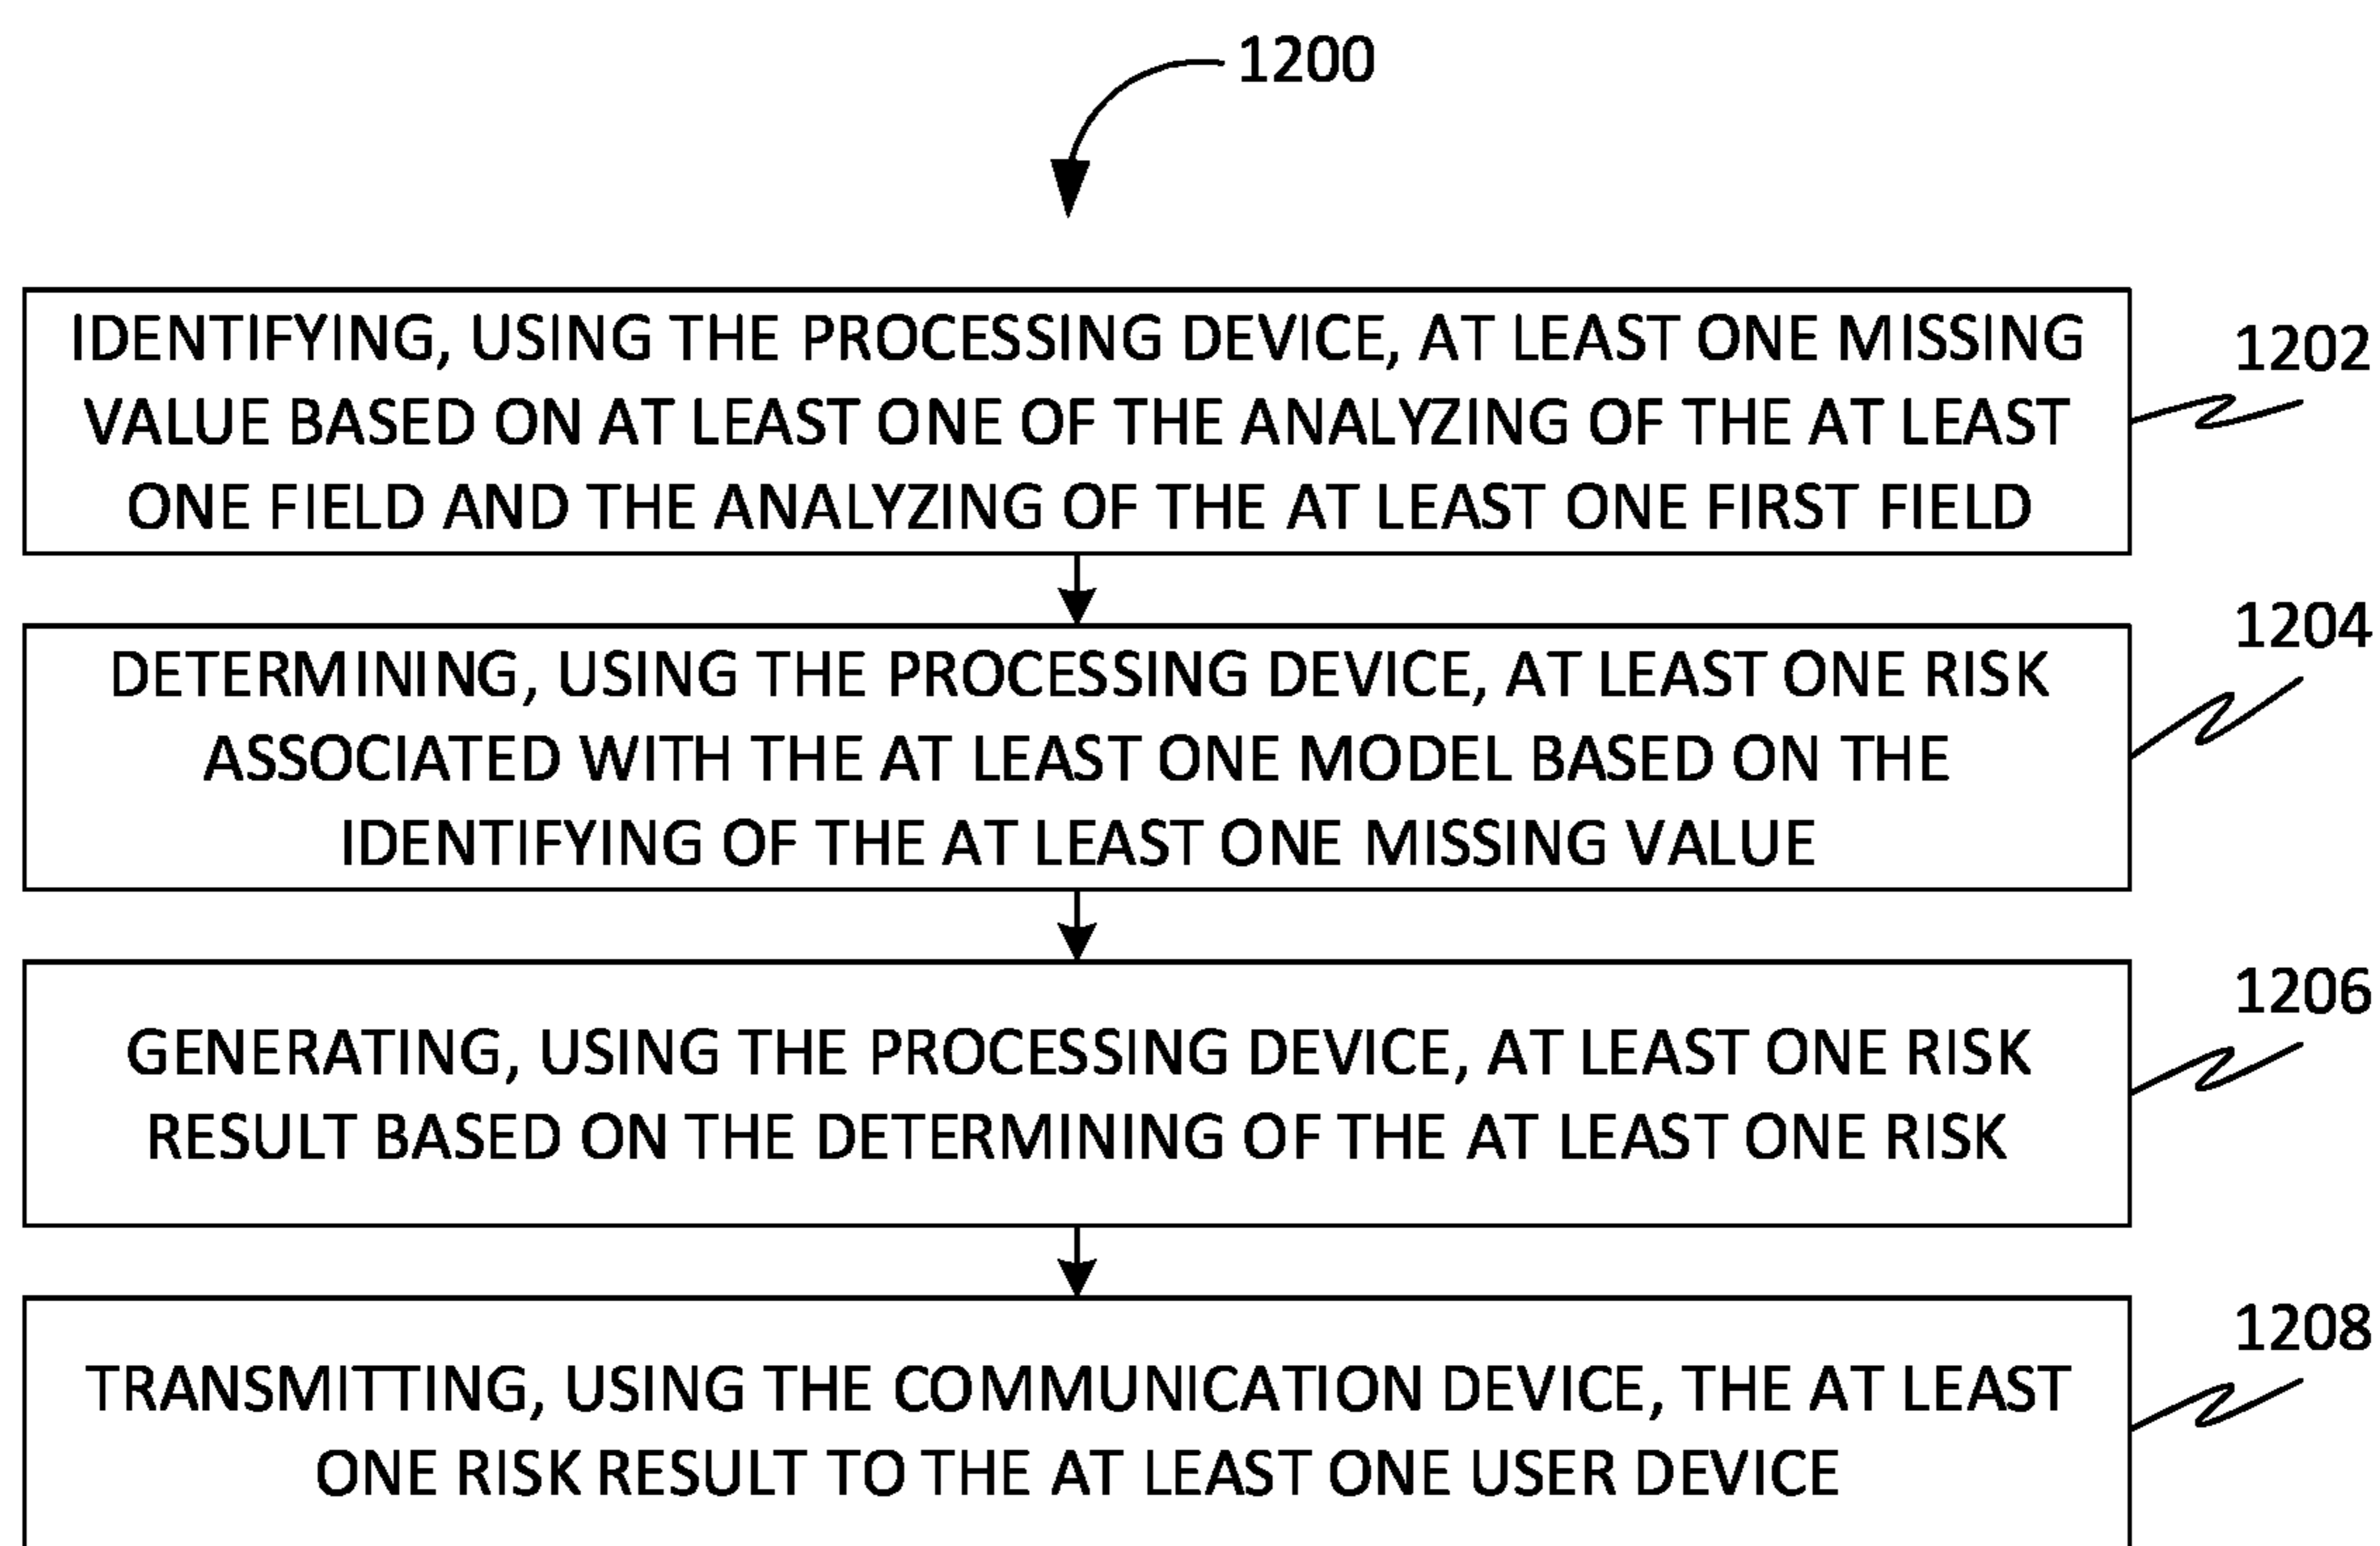 1200
IDENTIFYING, USING THE PROCESSING DEVICE, AT LEAST ONE MISSING
VALUE BASED ON AT LEAST ONE OF THE ANALYZING OF THE AT LEAST
ONE FIELD AND THE ANALYZING OF THE AT LEAST ONE FIRST FIELD
1202
DETERMINING, USING THE PROCESSING DEVICE, AT LEAST ONE RISK
ASSOCIATED WITH THE AT LEAST ONE MODEL BASED ON THE
IDENTIFYING OF THE AT LEAST ONE MISSING VALUE
1204
GENERATING, USING THE PROCESSING DEVICE, AT LEAST ONE RISK
RESULT BASED ON THE DETERMINING OF THE AT LEAST ONE RISK
1206
TRANSMITTING, USING THE COMMUNICATION DEVICE, THE AT LEAST
ONE RISK RESULT TO THE AT LEAST ONE USER DEVICE
1208